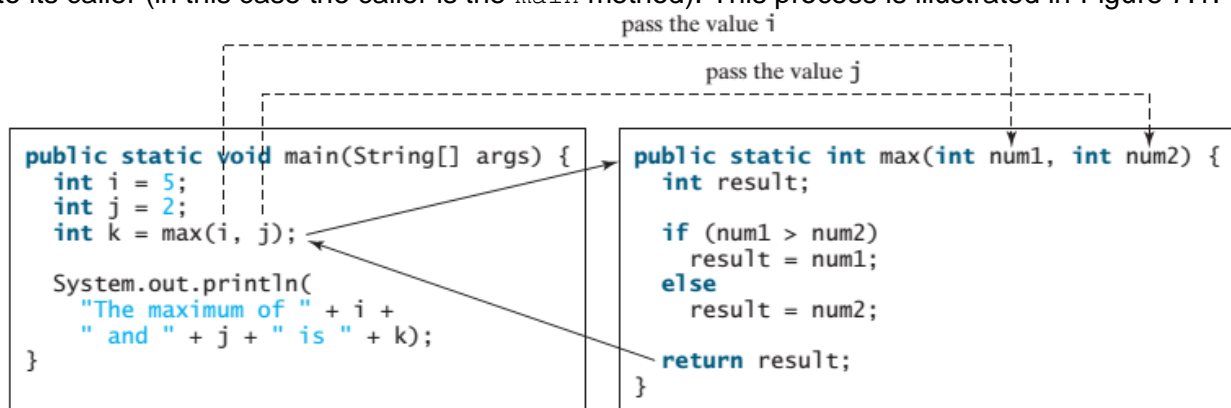 to its caller (in this case the caller is the main method). This process is illustrated in Figure 7.1.
pass the value i
pass the value j
public static void main(String[] args) {
int i = 5;
int j = 2;
int k = max(i, j);
System.out.println(
"The maximum of " + i +
" and " + j + " is " + k);
}
public static int max(int num1, int num2) {
int result;
if (num1 > num2)
result = num1;
else
result = num2;
return result;
}